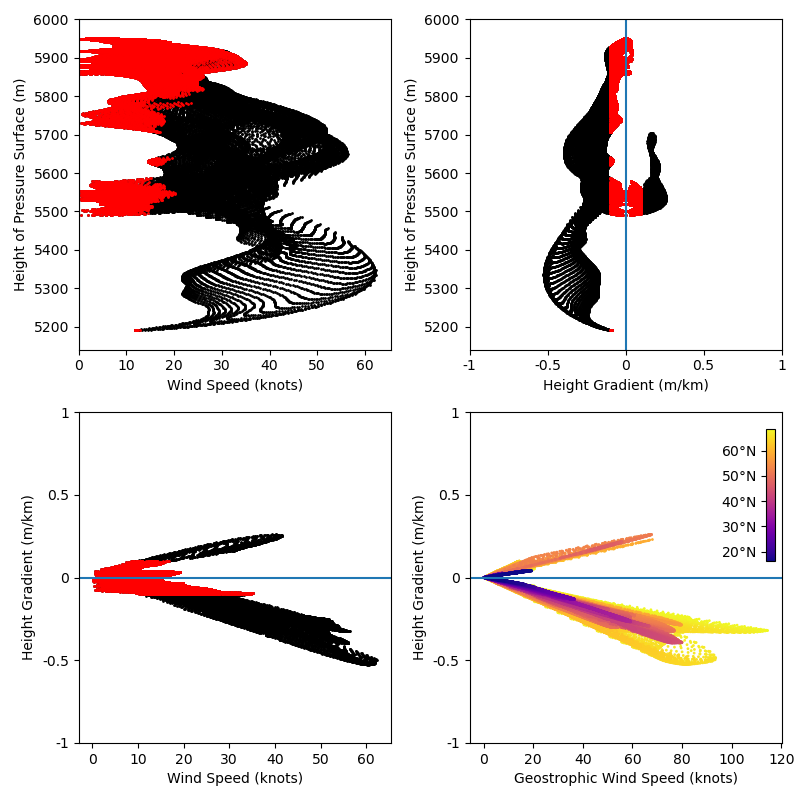 6000
5900
5800
5700
5600
5500
5400
5300
5200
Height of Pressure Surface (m)
0 10 20 30 40 50 60
Wind Speed (knots)
6000
5900
5800
5700
5600
5500
5400
5300
5200
Height of Pressure Surface (m)
-1 -0.5 0 0.5 1
Height Gradient (m/km)
1
0.5
0
-0.5
-1
Height Gradient (m/km)
0 10 20 30 40 50 60
Wind Speed (knots)
1
0.5
0
-0.5
-1
Height Gradient (m/km)
60°N
50°N
40°N
30°N
20°N
0 20 40 60 80 100 120
Geostrophic Wind Speed (knots)